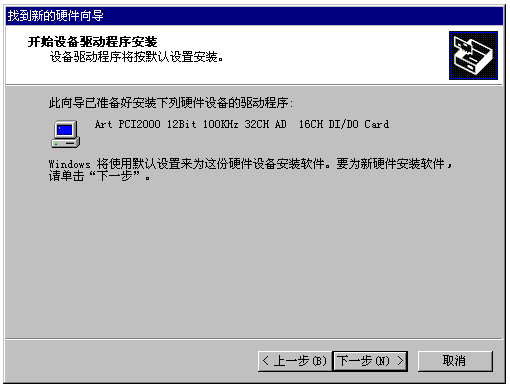 找到新的硬件向导
开始设备驱动程序安装
设备驱动程序将按默认设置安装。
此向导已准备好安装下列硬件设备的驱动程序:
Art PCI2000 12Bit 100KHz 32CH AD  16CH DI/DO Card
Windows 将使用默认设置来为这份硬件设备安装软件。要为新硬件安装软件，
请单击“下一步”。
< 上一步(B) 下一步(N) > 取消